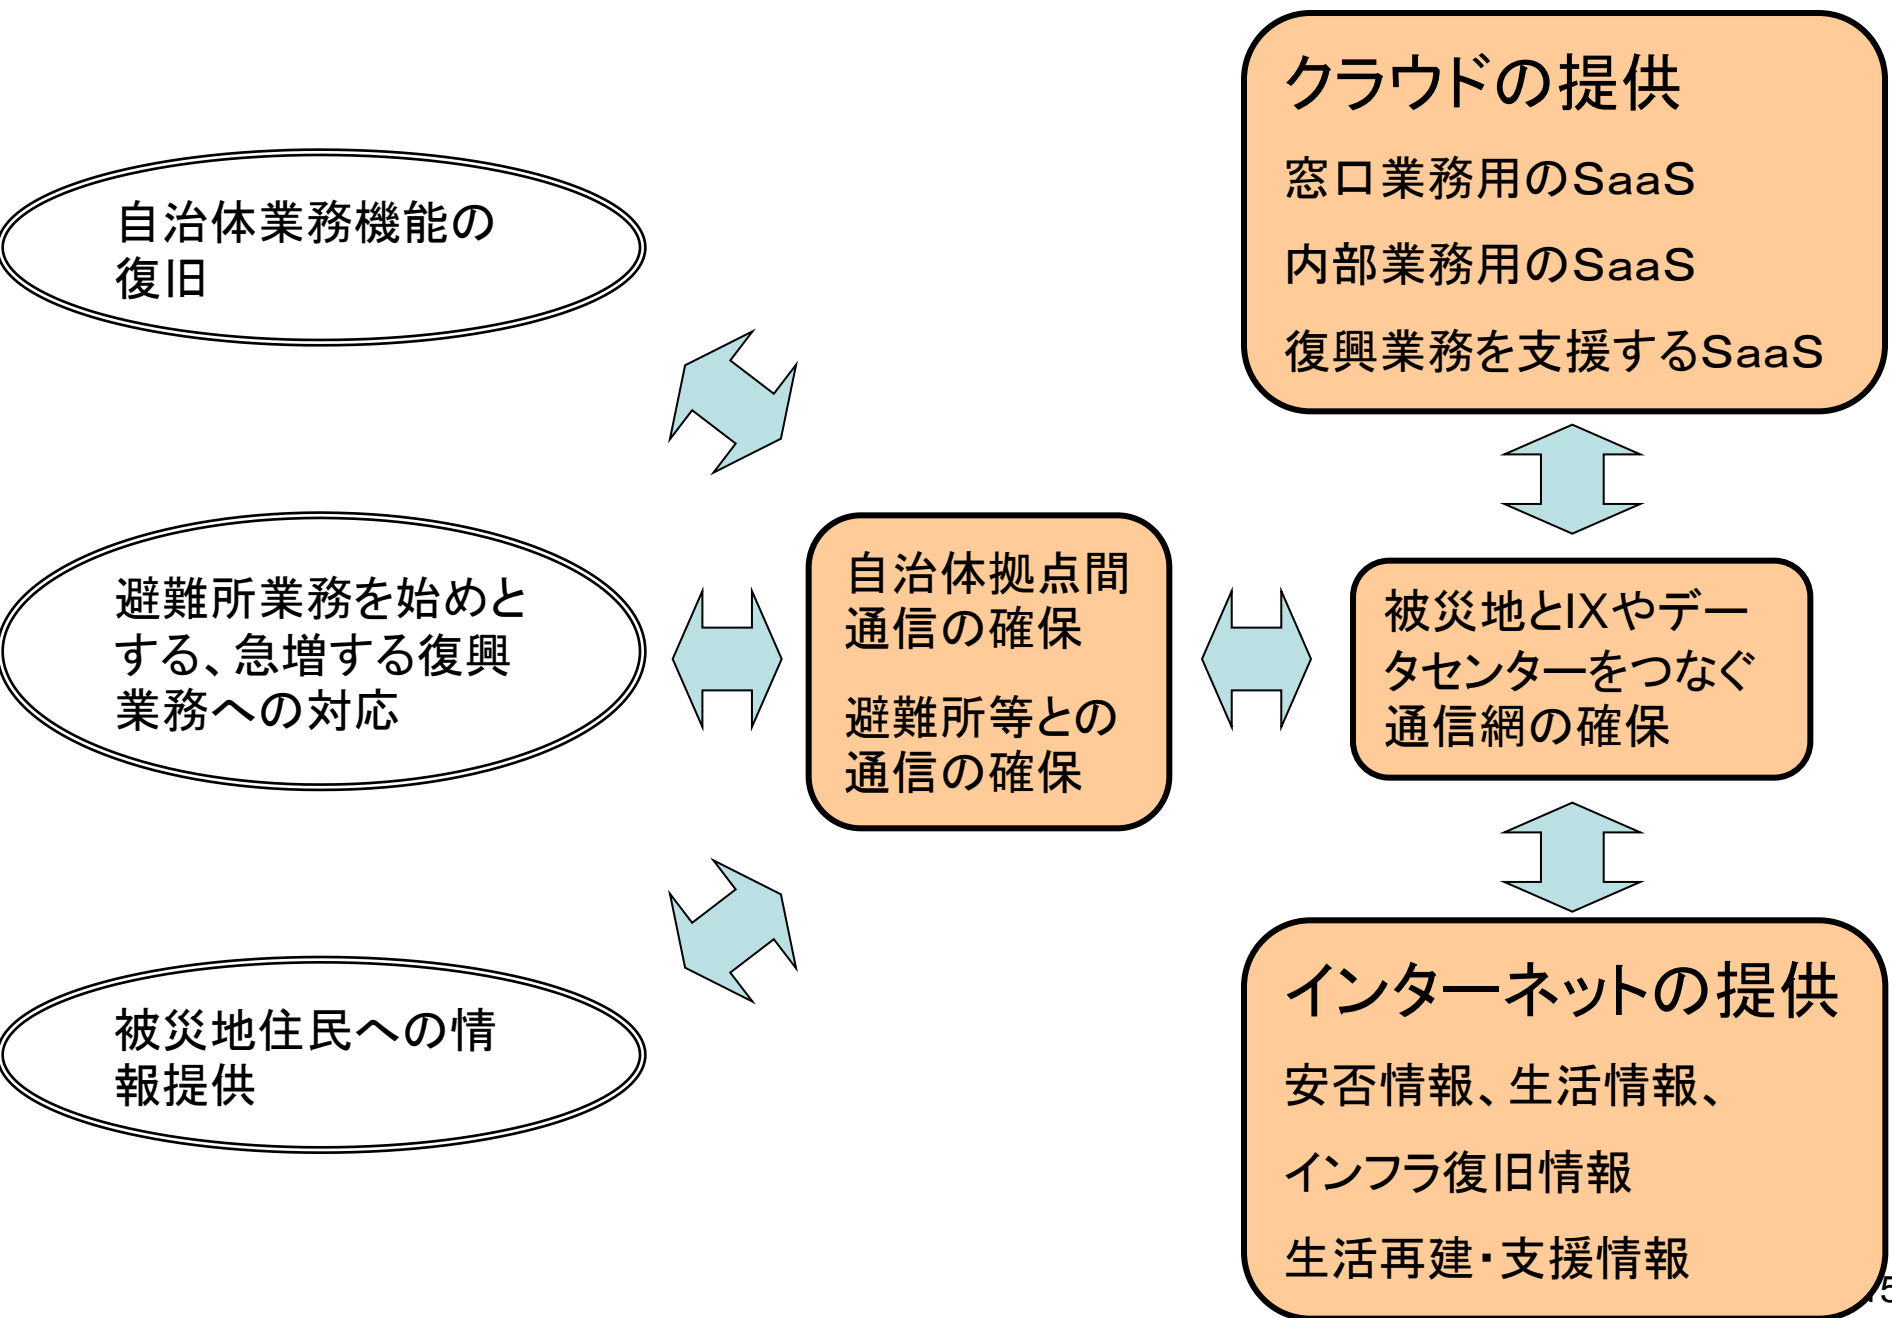 自治体業務機能の
復旧
避難所業務を始めと
する、急増する復興
業務への対応
被災地住民への情
報提供
自治体拠点間
通信の確保
避難所等との
通信の確保
クラウドの提供
窓口業務用のSaaS
内部業務用のSaaS
復興業務を支援するSaaS
被災地とIXやデー
タセンターをつなぐ
通信網の確保
インターネットの提供
安否情報、生活情報、
インフラ復旧情報
生活再建・支援情報